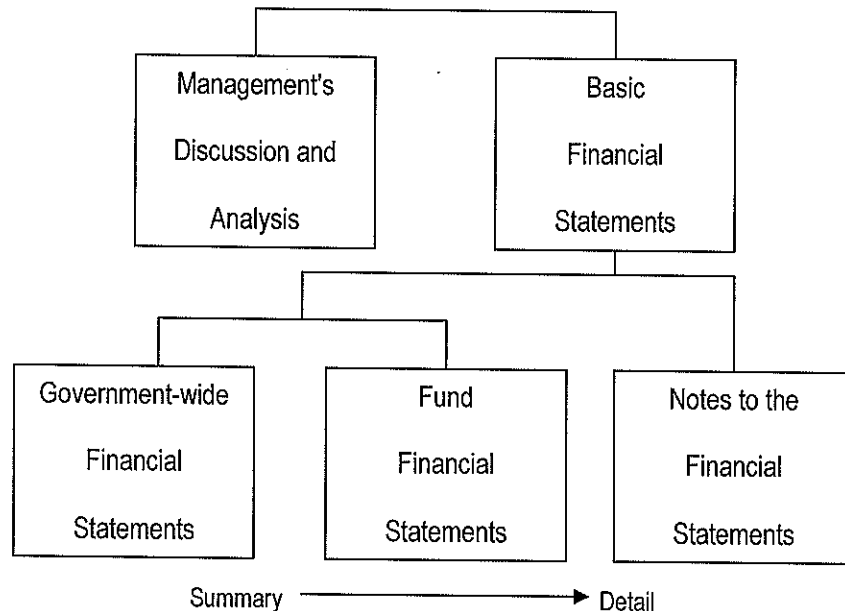 Management's
Discussion and
Analysis
Basic
Financial
Statements
Government-wide
Financial
Statements
Fund
Financial
Statements
Notes to the
Financial
Statements
Summary
Detail